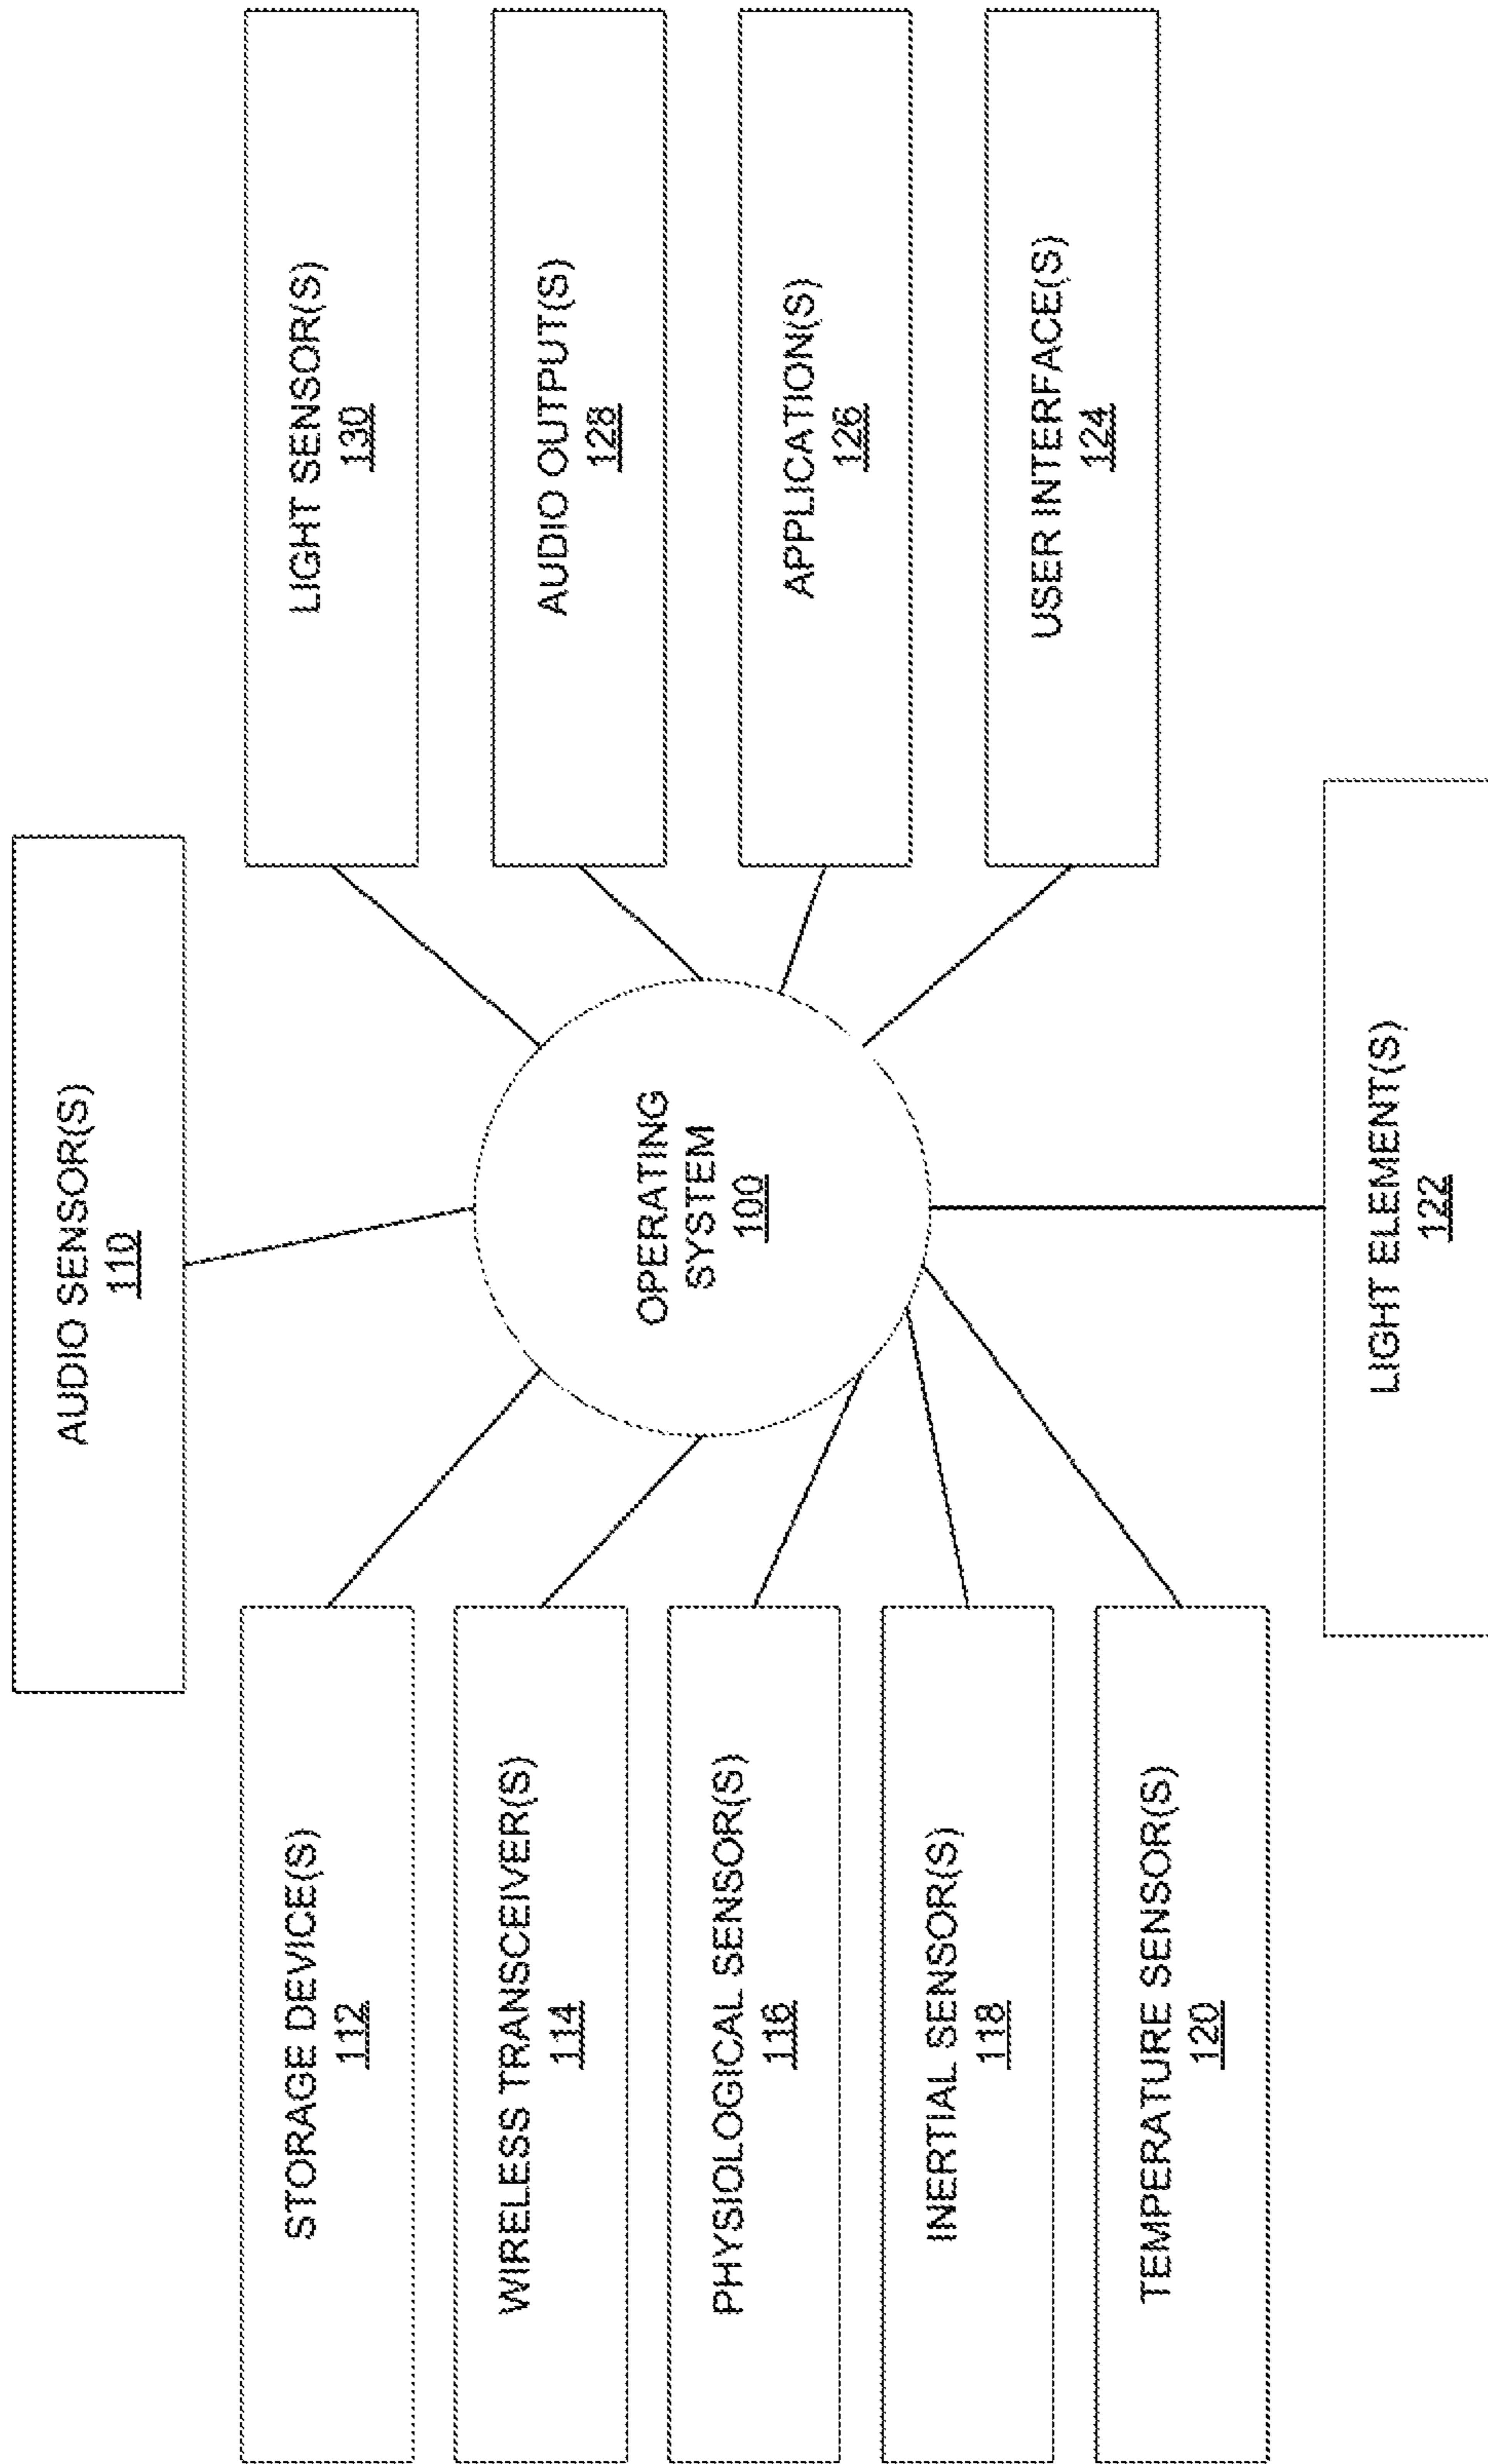 AUDIO SENSOR(S)
110
STORAGE DEVICE(S)
112
WIRELESS TRANSCEIVER(S)
114
PHYSIOLOGICAL SENSOR(S)
116
INERTIAL SENSOR(S)
118
TEMPERATURE SENSOR(S)
120
OPERATING
SYSTEM
100
LIGHT SENSOR(S)
130
AUDIO OUTPUT(S)
128
APPLICATION(S)
126
USER INTERFACE(S)
124
LIGHT ELEMENT(S)
122